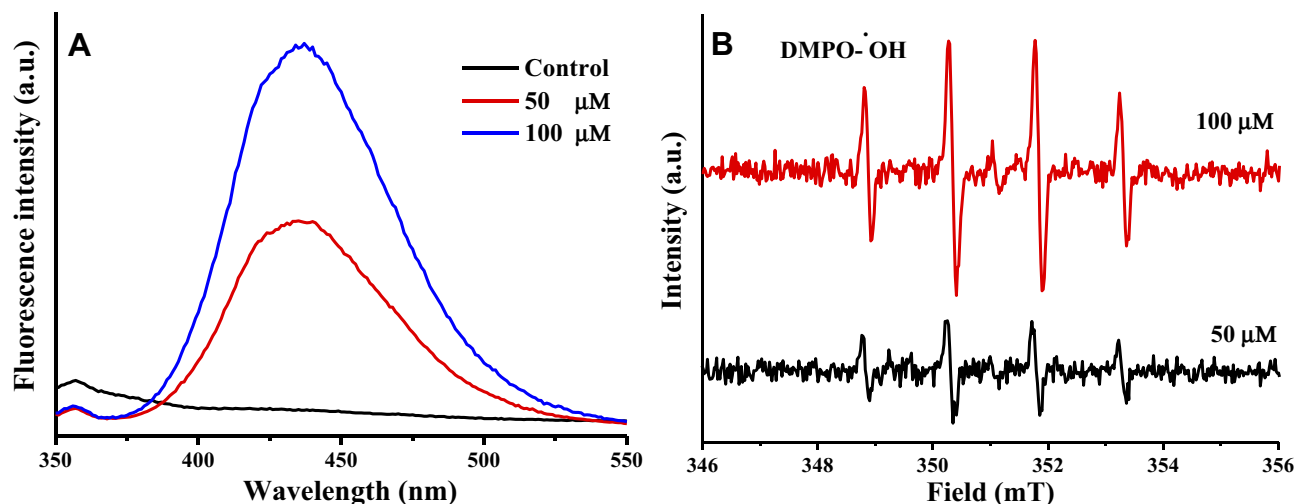 A
Control
50 μM
100 μM
Fluorescence intensity (a.u.)
350 400 450 500 550
Wavelength (nm)
B
DMPO-·OH
100 μM
50 μM
Intensity (a.u.)
346 348 350 352 354 356
Field (mT)